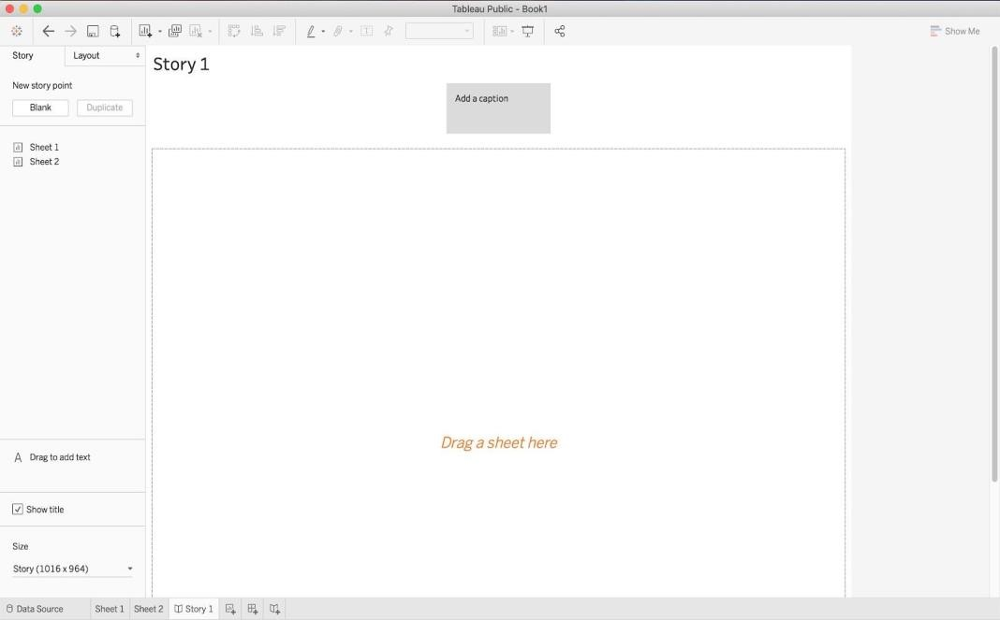 Tableau Public - Book1
Show Me
Story
Layout
New story point
Blank
Duplicate
Sheet 1
Sheet 2
A Drag to add text
Show title
Size
Story (1016 x 964)
Story 1
Add a caption
Drag a sheet here
Data Source
Sheet 1
Sheet 2
Story 1